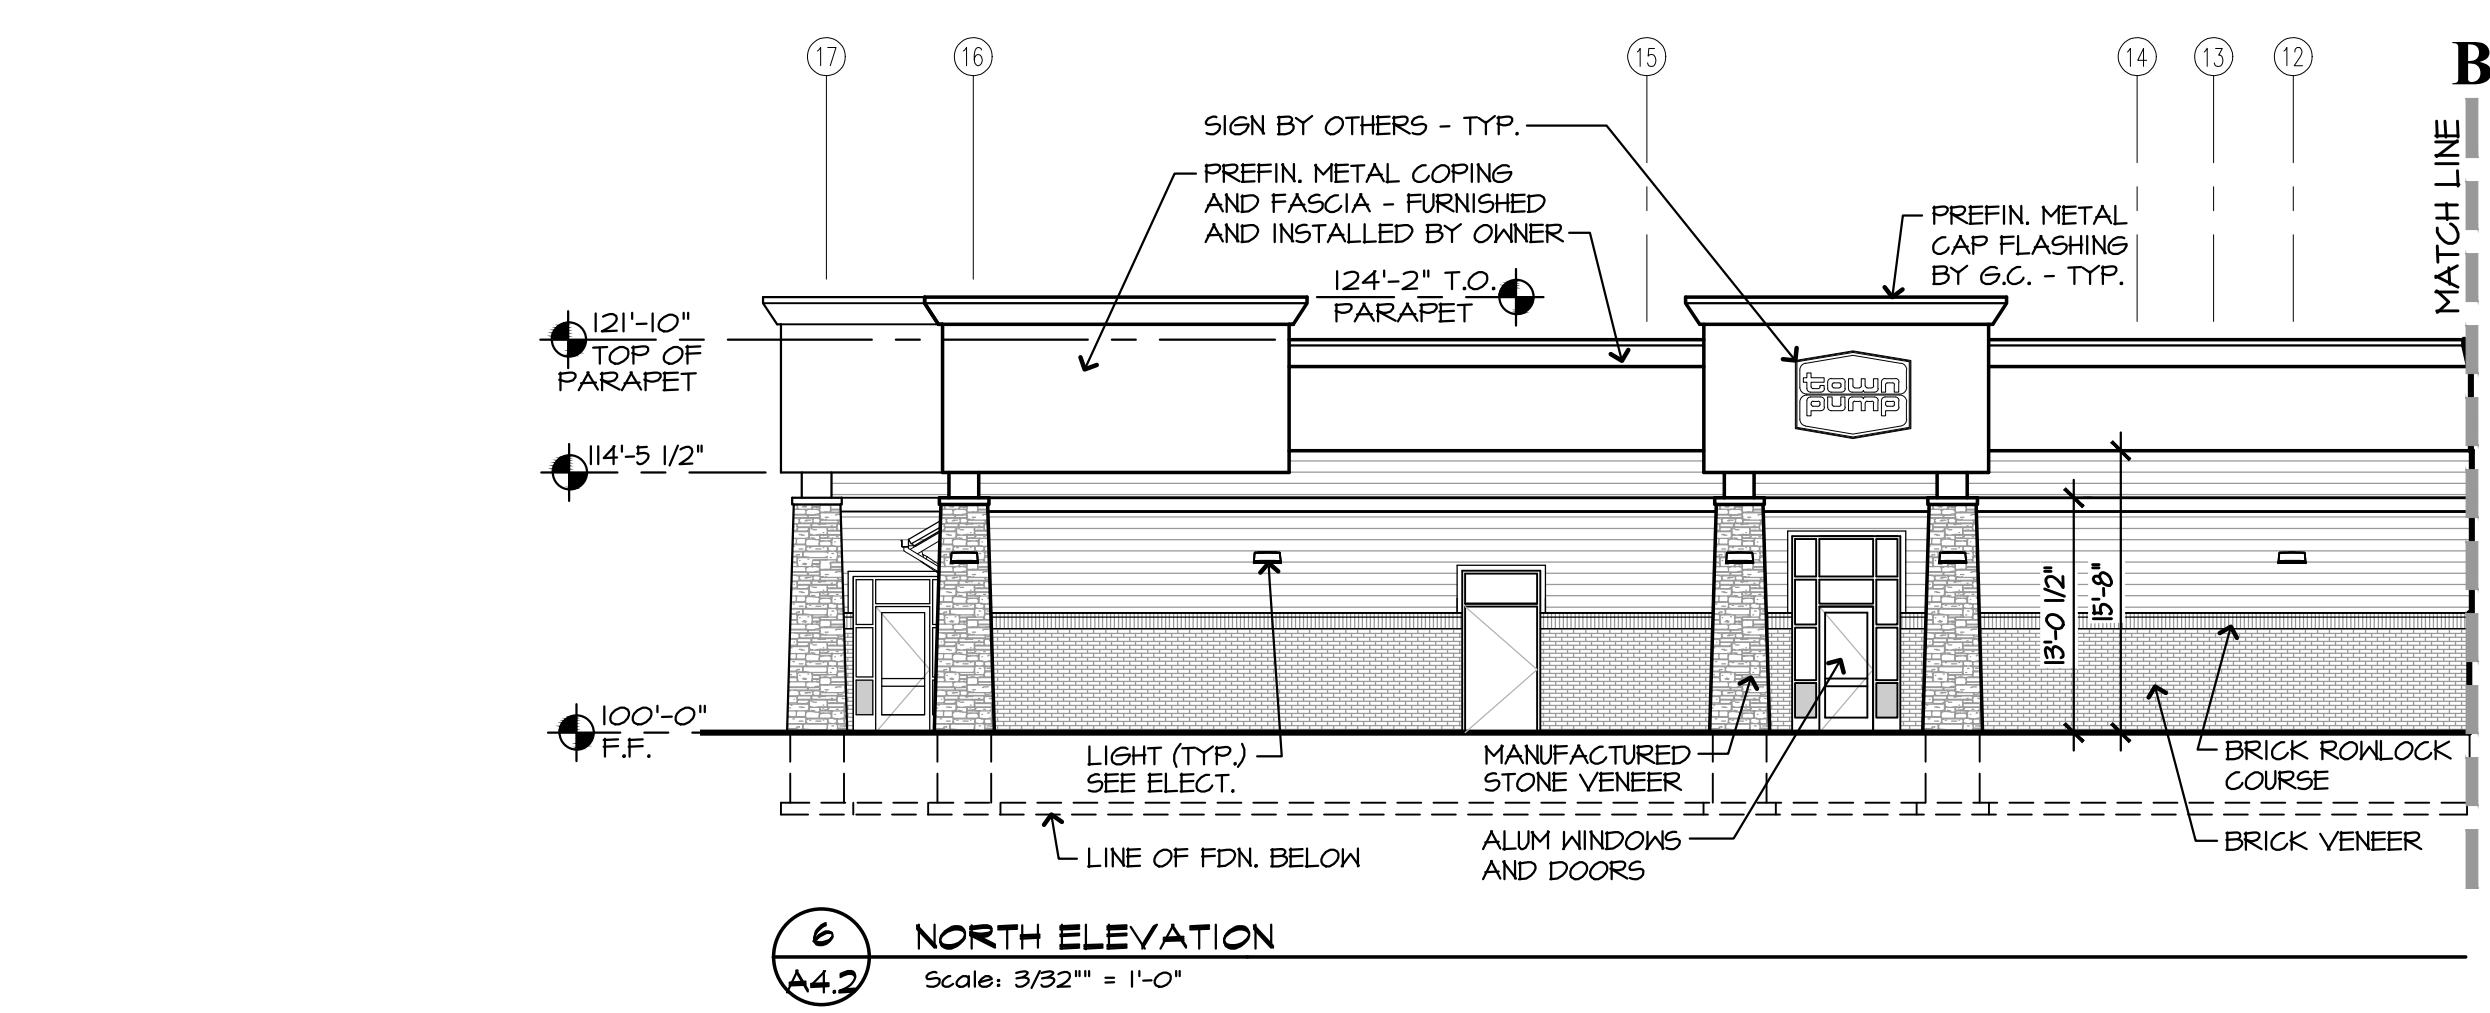 17
16
15
14
13
12
B
MATCH LINE
SIGN BY OTHERS - TYP.
PREFIN. METAL COPING
AND FASCIA - FURNISHED
AND INSTALLED BY OWNER
PREFIN. METAL
CAP FLASHING
BY G.C. - TYP.
124'-2" T.O.
PARAPET
121'-10"
TOP OF
PARAPET
town
pump
114'-5 1/2"
13'-0 1/2"
15'-8"
100'-0"
F.F.
LIGHT (TYP.)
SEE ELECT.
MANUFACTURED
STONE VENEER
BRICK ROWLOCK
COURSE
ALUM WINDOWS
AND DOORS
BRICK VENEER
LINE OF FDN. BELOW
6
A4.2
NORTH ELEVATION
Scale: 3/32"" = 1'-0"